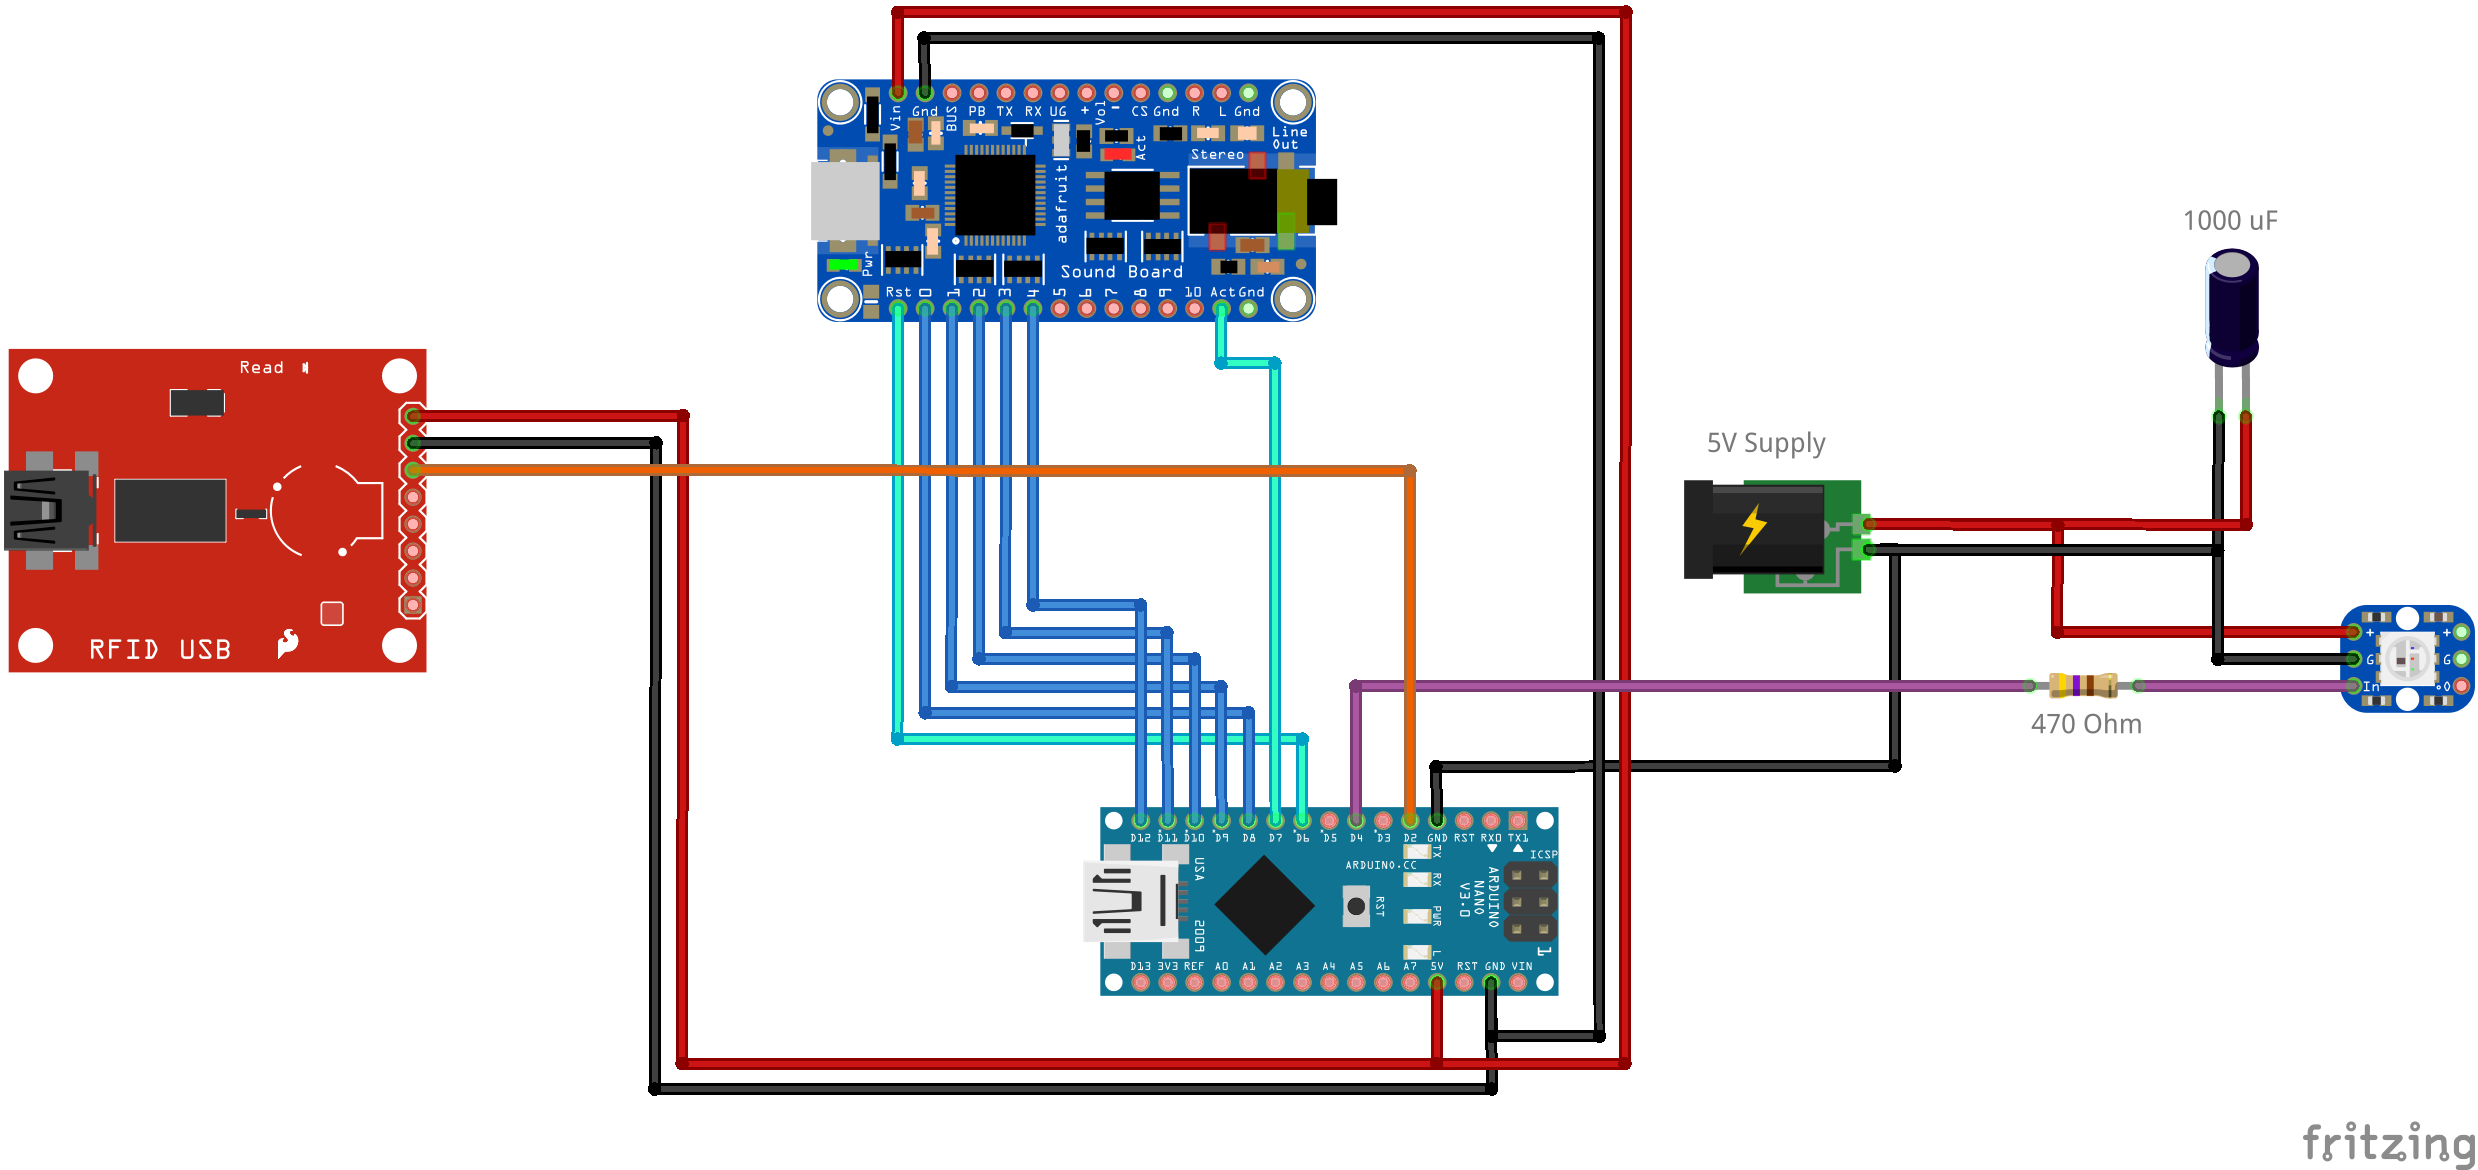 Vin Gnd BUS PB TX RX UG + Vol - CS Gnd R L Gnd
Line
Out
Act
Stereo
adafruit
Pwr
Sound Board
Rst 0 1 2 3 4 5 6 7 8 9 10 Act Gnd
1000 uF
Read
5V Supply
RFID USB
+ +
G G
In O
470 Ohm
D12 D11 D10 D9 D8 D7 D6 D5 D4 D3 D2 GND RST RX0 TX1
TX
ICSP
ARDUINO.CC
USA
RX
ARDUINO
NANO
V3.0
RST
PWR
2009
L
1
D13 3V3 REF A0 A1 A2 A3 A4 A5 A6 A7 5V RST GND VIN
fritzing